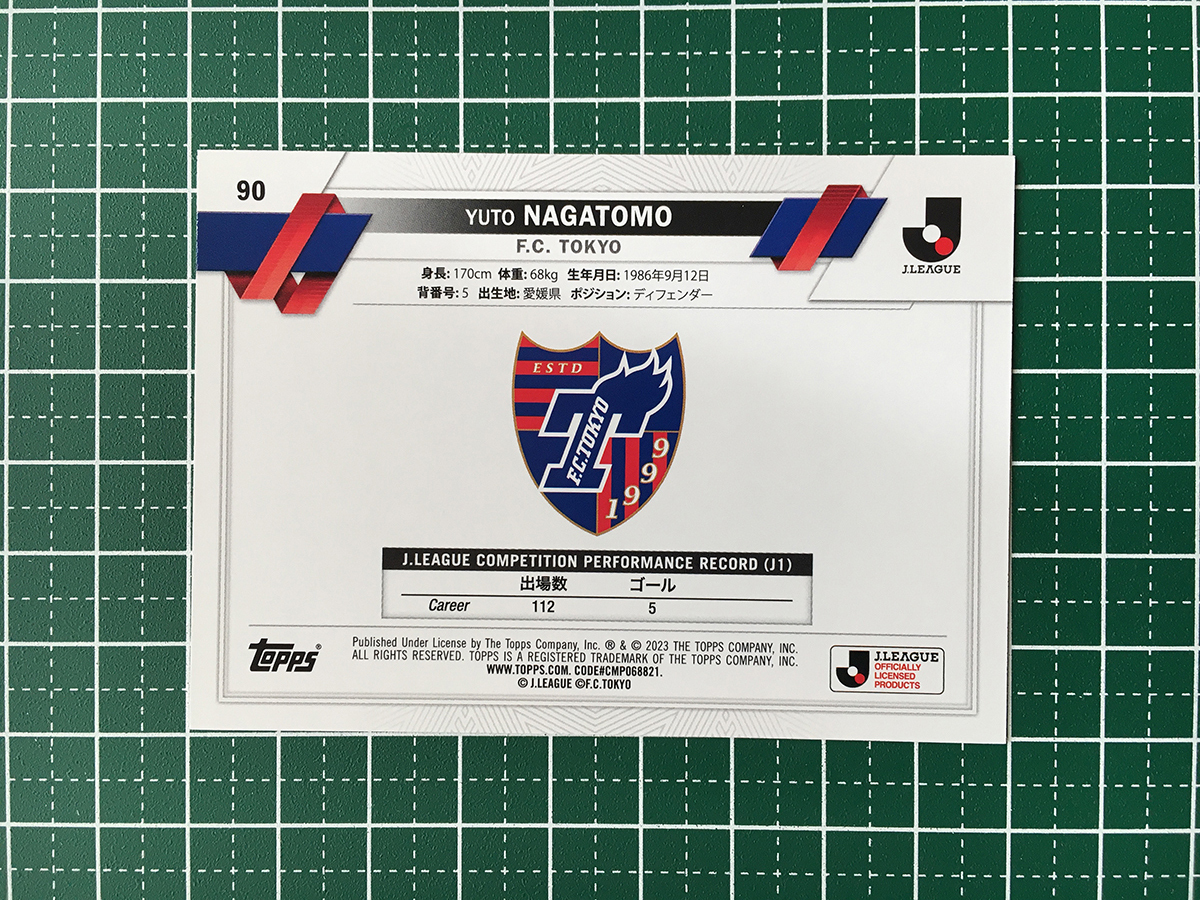 90
YUTO NAGATOMO
F.C. TOKYO
J.LEAGUE
身長: 170cm 体重: 68kg 生年月日: 1986年9月12日
背番号: 5 出生地: 愛媛県 ポジション: ディフェンダー
ESTD
F.C.TOKYO
1999
J.LEAGUE COMPETITION PERFORMANCE RECORD (J1)
出場数 ゴール
Career 112 5
Topps®
Published Under License by The Topps Company, Inc. ® & © 2023 THE TOPPS COMPANY, INC.
ALL RIGHTS RESERVED. TOPPS IS A REGISTERED TRADEMARK OF THE TOPPS COMPANY, INC.
WWW.TOPPS.COM. CODE#CMP068821.
© J.LEAGUE ©F.C.TOKYO
J.LEAGUE
OFFICIALLY
LICENSED
PRODUCTS